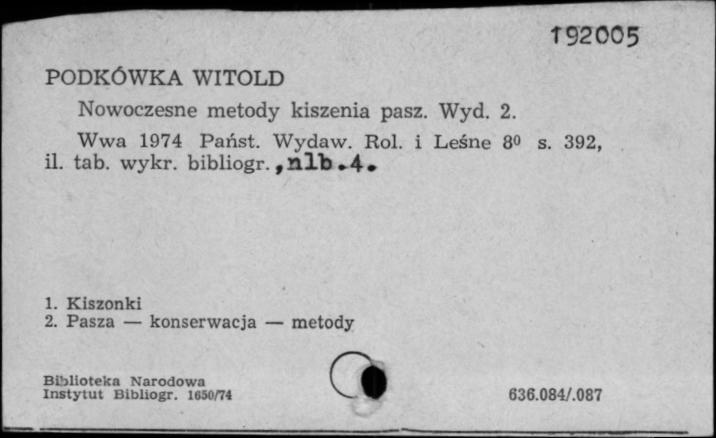 192005
PODKÓWKA WITOLD
Nowoczesne metody kiszenia pasz. Wyd. 2.
Wwa 1974 Państ. Wydaw. Rol. i Leśne 8⁰ s. 392,
il. tab. wykr. bibliogr.,nlb.4.
1. Kiszonki
2. Pasza — konserwacja — metody
Biblioteka Narodowa
Instytut Bibliogr. 1650/74
636.084/.087